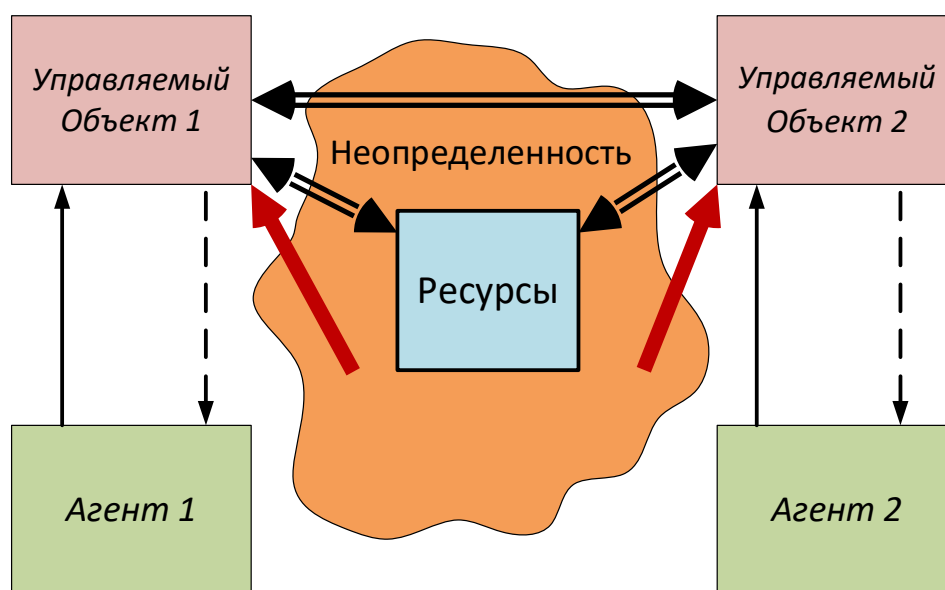 Управляемый
Объект 1
Управляемый
Объект 2
Неопределенность
Ресурсы
Агент 1
Агент 2